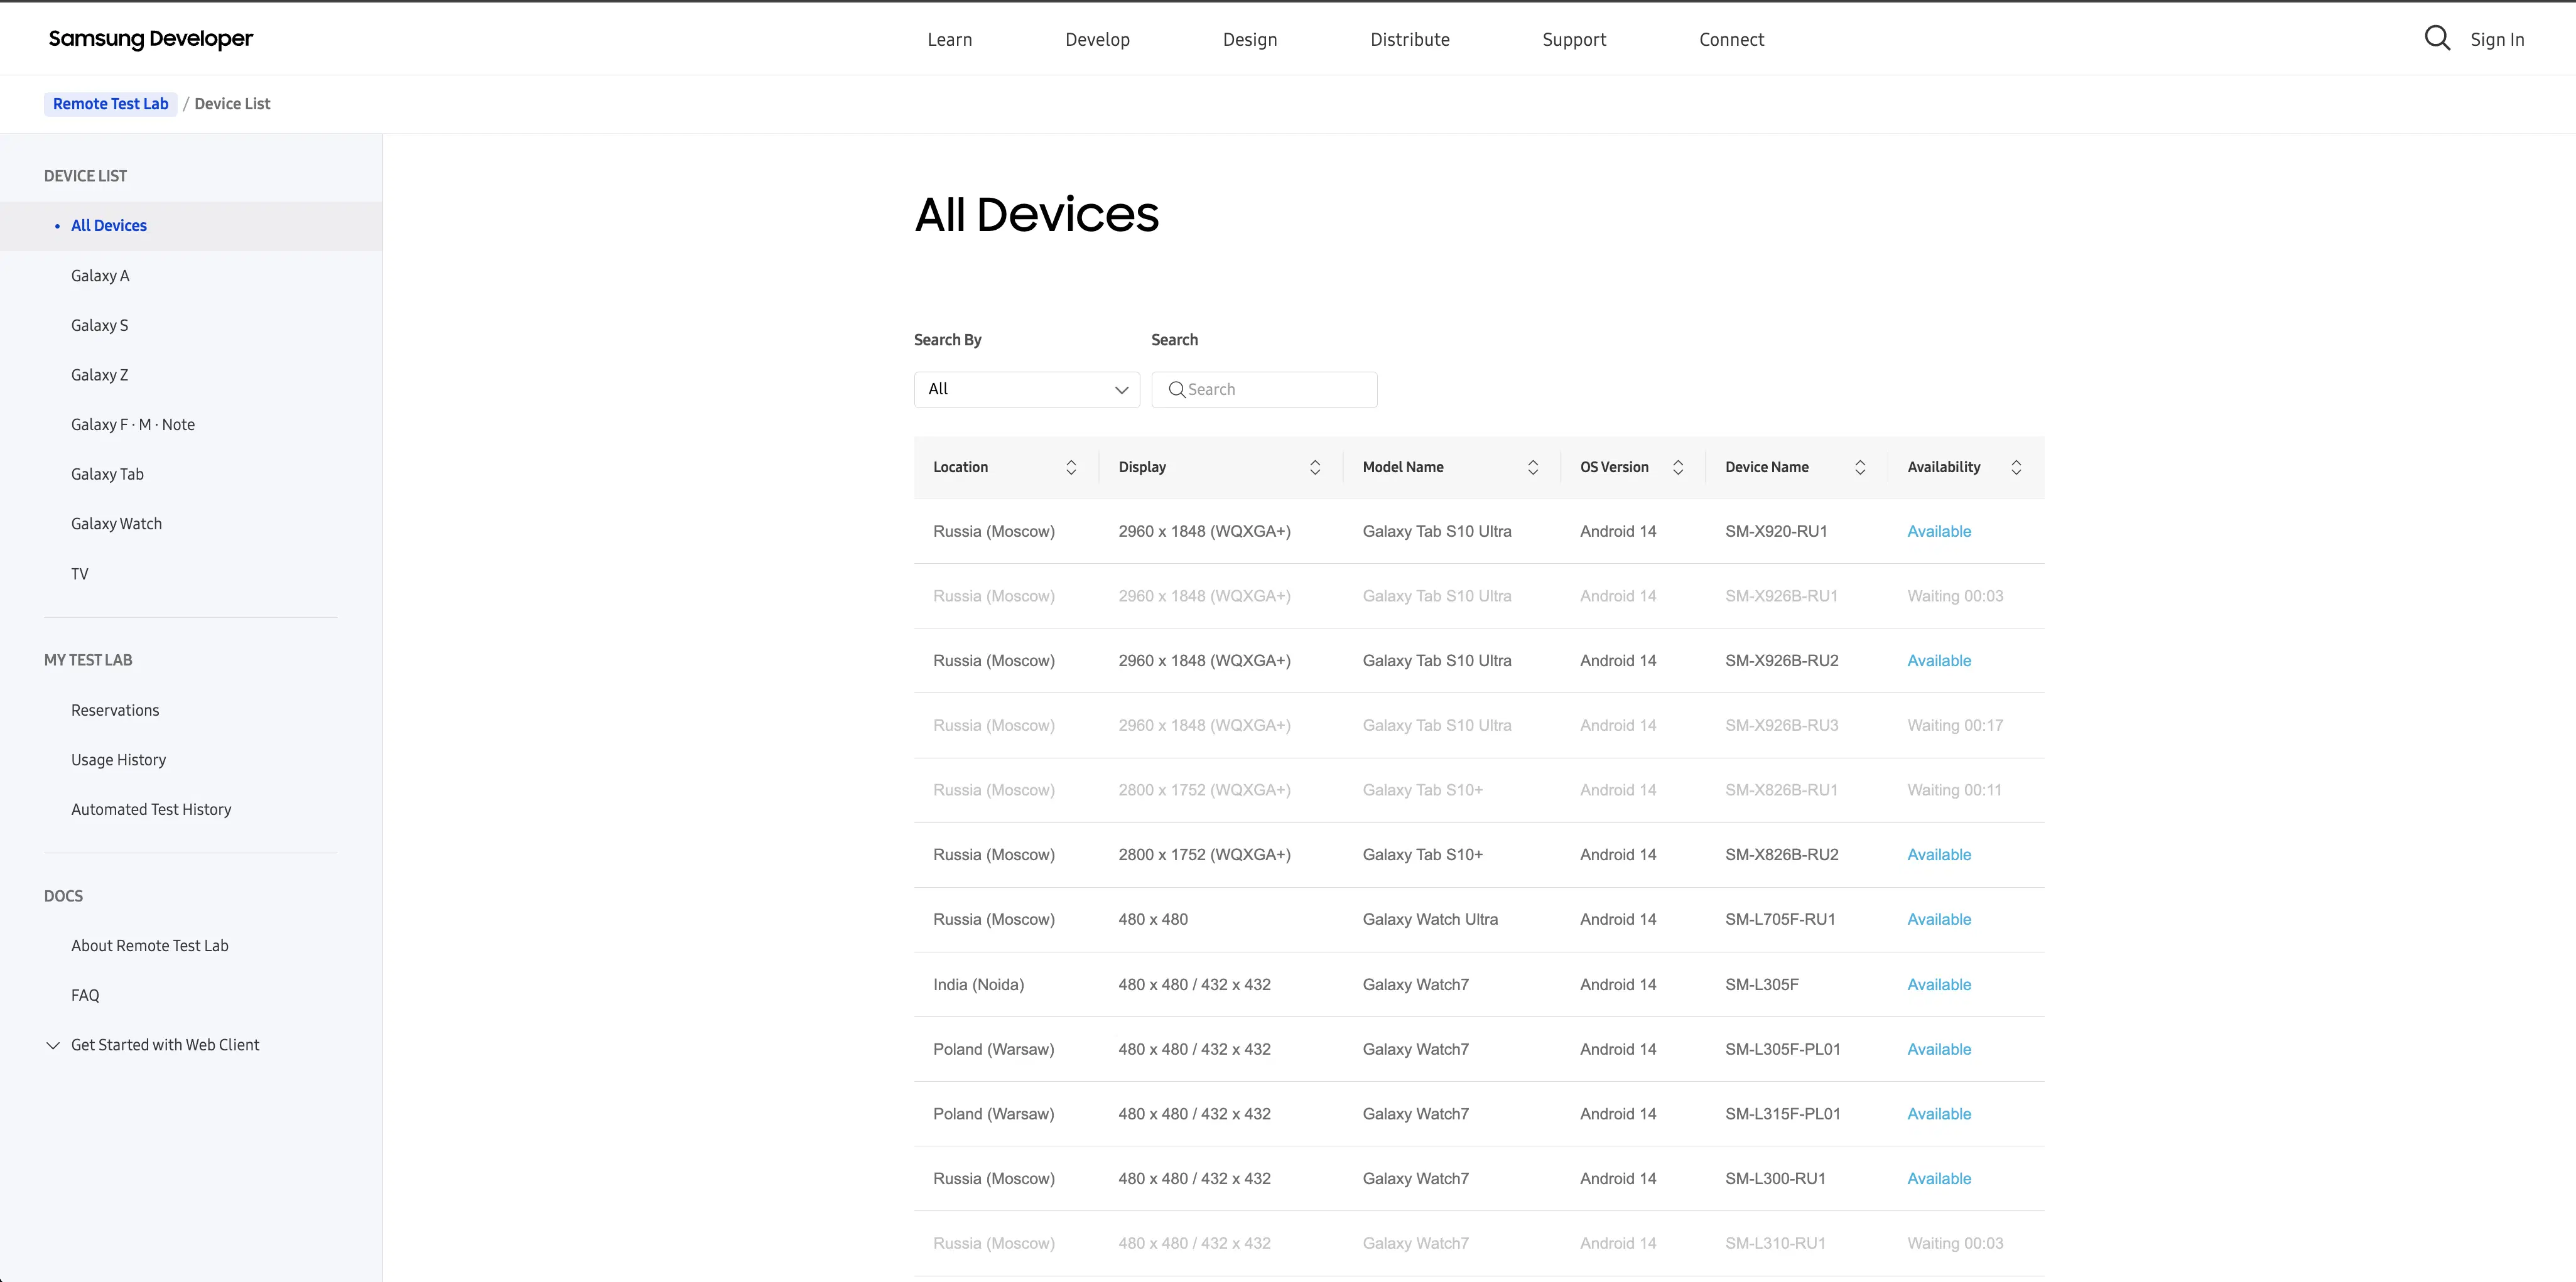 Samsung Developer Learn Develop Design Distribute Support Connect Sign In
Remote Test Lab / Device List
DEVICE LIST
• All Devices
Galaxy A
Galaxy S
Galaxy Z
Galaxy F · M · Note
Galaxy Tab
Galaxy Watch
TV
MY TEST LAB
Reservations
Usage History
Automated Test History
DOCS
About Remote Test Lab
FAQ
Get Started with Web Client
All Devices
Search By Search
All Search
Location Display Model Name OS Version Device Name Availability
Russia (Moscow) 2960 x 1848 (WQXGA+) Galaxy Tab S10 Ultra Android 14 SM-X920-RU1 Available
Russia (Moscow) 2960 x 1848 (WQXGA+) Galaxy Tab S10 Ultra Android 14 SM-X926B-RU1 Waiting 00:03
Russia (Moscow) 2960 x 1848 (WQXGA+) Galaxy Tab S10 Ultra Android 14 SM-X926B-RU2 Available
Russia (Moscow) 2960 x 1848 (WQXGA+) Galaxy Tab S10 Ultra Android 14 SM-X926B-RU3 Waiting 00:17
Russia (Moscow) 2800 x 1752 (WQXGA+) Galaxy Tab S10+ Android 14 SM-X826B-RU1 Waiting 00:11
Russia (Moscow) 2800 x 1752 (WQXGA+) Galaxy Tab S10+ Android 14 SM-X826B-RU2 Available
Russia (Moscow) 480 x 480 Galaxy Watch Ultra Android 14 SM-L705F-RU1 Available
India (Noida) 480 x 480 / 432 x 432 Galaxy Watch7 Android 14 SM-L305F Available
Poland (Warsaw) 480 x 480 / 432 x 432 Galaxy Watch7 Android 14 SM-L305F-PL01 Available
Poland (Warsaw) 480 x 480 / 432 x 432 Galaxy Watch7 Android 14 SM-L315F-PL01 Available
Russia (Moscow) 480 x 480 / 432 x 432 Galaxy Watch7 Android 14 SM-L300-RU1 Available
Russia (Moscow) 480 x 480 / 432 x 432 Galaxy Watch7 Android 14 SM-L310-RU1 Waiting 00:03